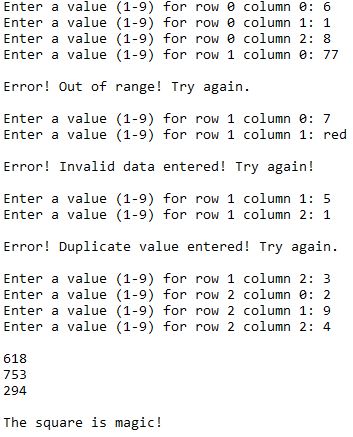 Enter a value (1-9) for row 0 column 0: 6
Enter a value (1-9) for row 0 column 1: 1
Enter a value (1-9) for row 0 column 2: 8
Enter a value (1-9) for row 1 column 0: 77
Error! Out of range! Try again.
Enter a value (1-9) for row 1 column 0: 7
Enter a value (1-9) for row 1 column 1: red
Error! Invalid data entered! Try again!
Enter a value (1-9) for row 1 column 1: 5
Enter a value (1-9) for row 1 column 2: 1
Error! Duplicate value entered! Try again.
Enter a value (1-9) for row 1 column 2: 3
Enter a value (1-9) for row 2 column 0: 2
Enter a value (1-9) for row 2 column 1: 9
Enter a value (1-9) for row 2 column 2: 4
618
753
294
The square is magic!